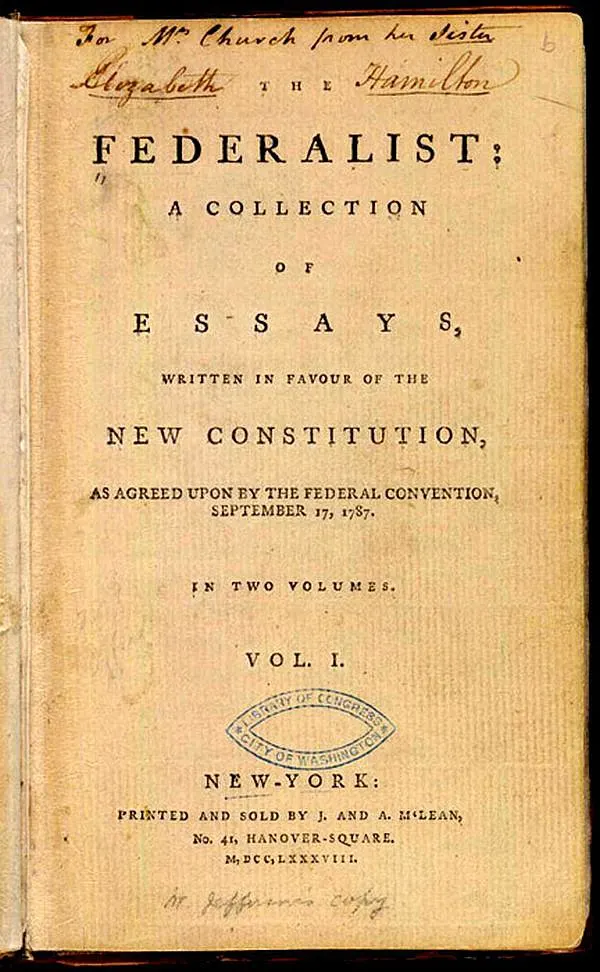 For Mrs. Church from her Sister
Elizabeth Hamilton
6
THE
FEDERALIST:
A COLLECTION
OF
ESSAYS,
WRITTEN IN FAVOUR OF THE
NEW CONSTITUTION,
AS AGREED UPON BY THE FEDERAL CONVENTION,
SEPTEMBER 17, 1787.
IN TWO VOLUMES.
VOL. I.
LIBRARY OF CONGRESS
CITY OF WASHINGTON
NEW-YORK:
PRINTED AND SOLD BY J. AND A. M‘LEAN,
No. 41, HANOVER-SQUARE.
M,DCC,LXXXVIII.
Mr. Jefferson's copy